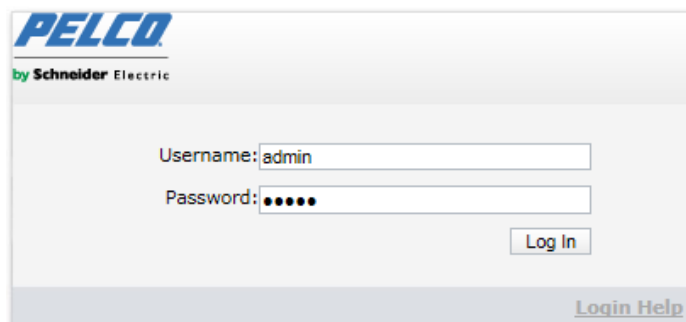 PELCO
by Schneider Electric
Username: admin
Password: •••••
Log In
Login Help